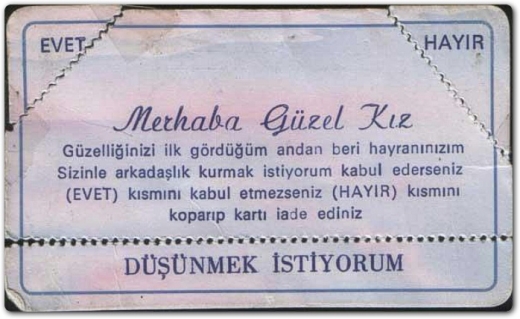 EVET
HAYIR
Merhaba Güzel Kız
Güzelliğinizi ilk gördüğüm andan beri hayranınızım
Sizinle arkadaşlık kurmak istiyorum kabul ederseniz
(EVET) kısmını kabul etmezseniz (HAYIR) kısmını
koparıp kartı iade ediniz
DÜŞÜNMEK İSTİYORUM